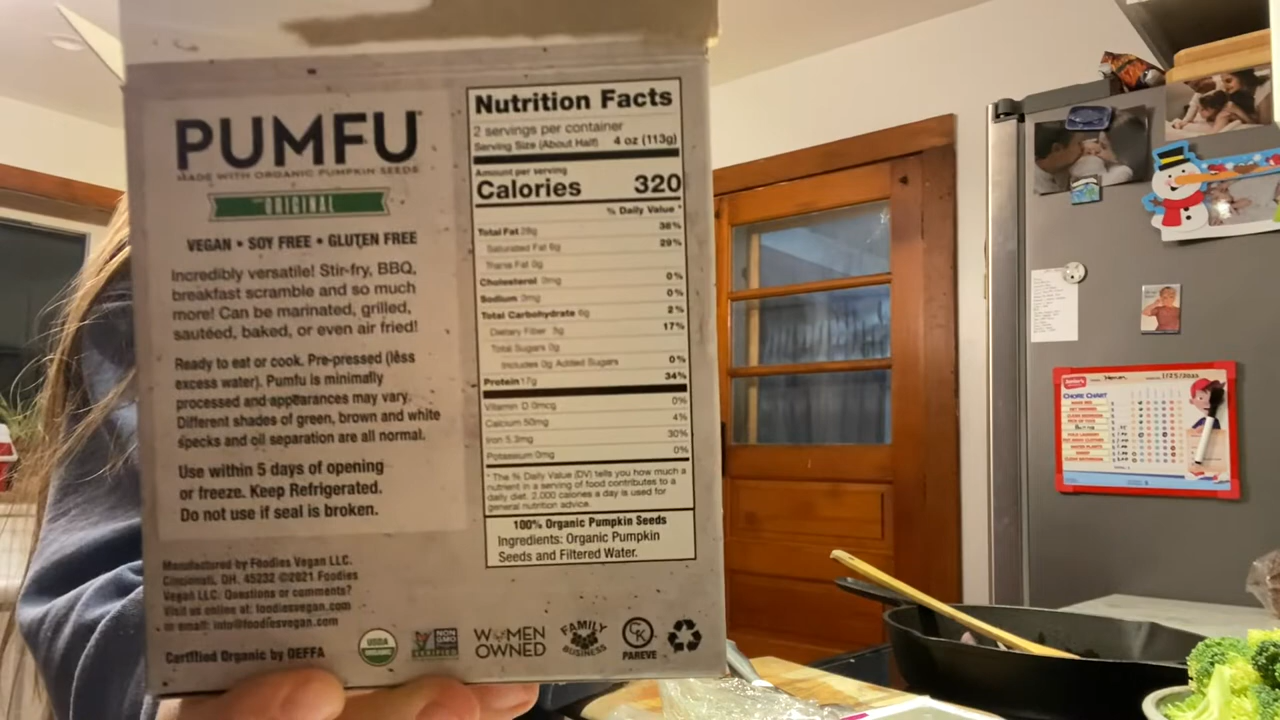 PUMFU
MADE WITH ORGANIC PUMPKIN SEEDS
ORIGINAL
VEGAN • SOY FREE • GLUTEN FREE
Incredibly versatile! Stir-fry, BBQ,
breakfast scramble and so much
more! Can be marinated, grilled,
sautéed, baked, or even air fried!
Ready to eat or cook. Pre-pressed (less
excess water). Pumfu is minimally
processed and appearances may vary.
Different shades of green, brown and white
specks and oil separation are all normal.
Use within 5 days of opening
or freeze. Keep Refrigerated.
Do not use if seal is broken.
Manufactured by Foodies Vegan LLC.
Cincinnati, OH. 45232 ©2021 Foodies
Vegan LLC. Questions or comments?
Visit us online at: foodiesvegan.com
or email: info@foodiesvegan.com
Certified Organic by OEFFA
Nutrition Facts
2 servings per container
Serving Size (About Half) 4 oz (113g)
Amount per serving
Calories 320
% Daily Value *
Total Fat 28g 36%
Saturated Fat 6g 29%
Trans Fat 0g
Cholesterol 0mg 0%
Sodium 0mg 0%
Total Carbohydrate 6g 2%
Dietary Fiber 5g 17%
Total Sugars 0g
Includes 0g Added Sugars 0%
Protein 17g 34%
Vitamin D 0mcg 0%
Calcium 50mg 4%
Iron 5.3mg 30%
Potassium 0mg 0%
* The % Daily Value (DV) tells you how much a
nutrient in a serving of food contributes to a
daily diet. 2,000 calories a day is used for
general nutrition advice.
100% Organic Pumpkin Seeds
Ingredients: Organic Pumpkin
Seeds and Filtered Water.
USDA
ORGANIC
NON
GMO
WOMEN
OWNED
FAMILY
BUSINESS
CK
PAREVE
CHORE CHART